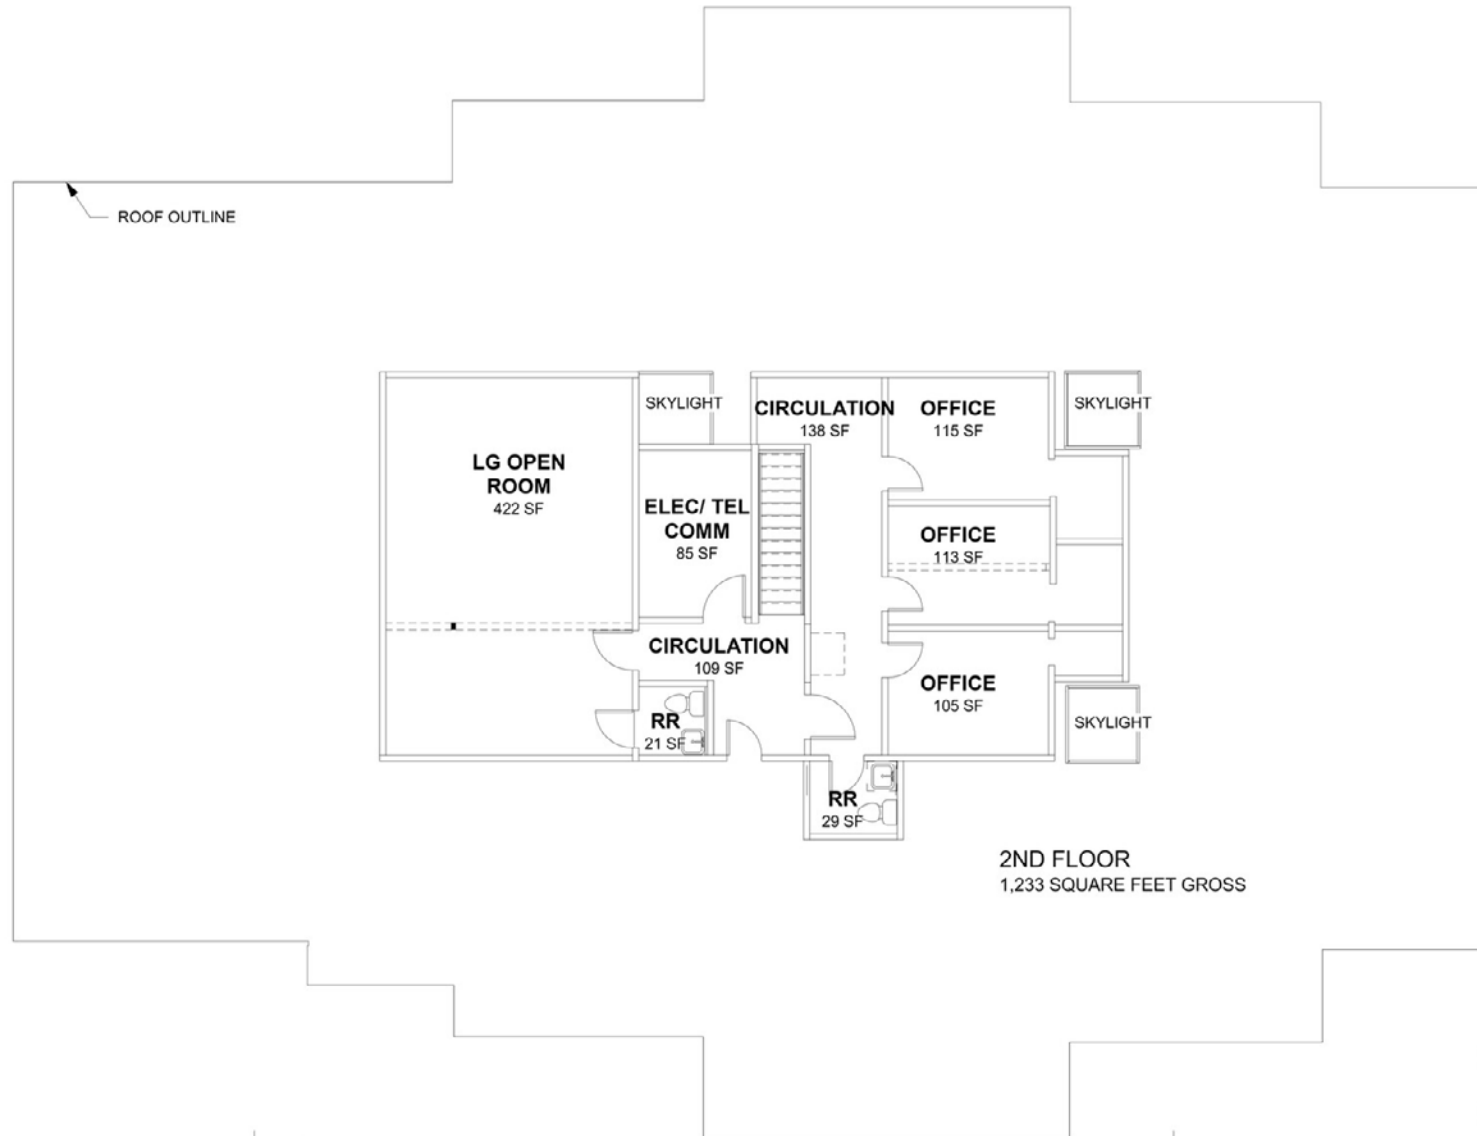 ROOF OUTLINE
SKYLIGHT
CIRCULATION
138 SF
OFFICE
115 SF
SKYLIGHT
LG OPEN
ROOM
422 SF
ELEC/ TEL
COMM
85 SF
OFFICE
113 SF
CIRCULATION
109 SF
OFFICE
105 SF
RR
21 SF
SKYLIGHT
RR
29 SF
2ND FLOOR
1,233 SQUARE FEET GROSS